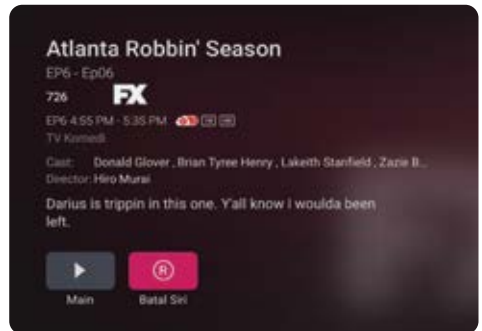 Atlanta Robbin' Season
EP6 - Ep06
726 FX
EP6 4:55 PM - 5:35 PM
TV Komedi
Cast: Donald Glover , Brian Tyree Henry , Lakeith Stanfield , Zazie B...
Director: Hiro Murai
Darius is trippin in this one. Y'all know I woulda been
left.
R
Main Batal Siri